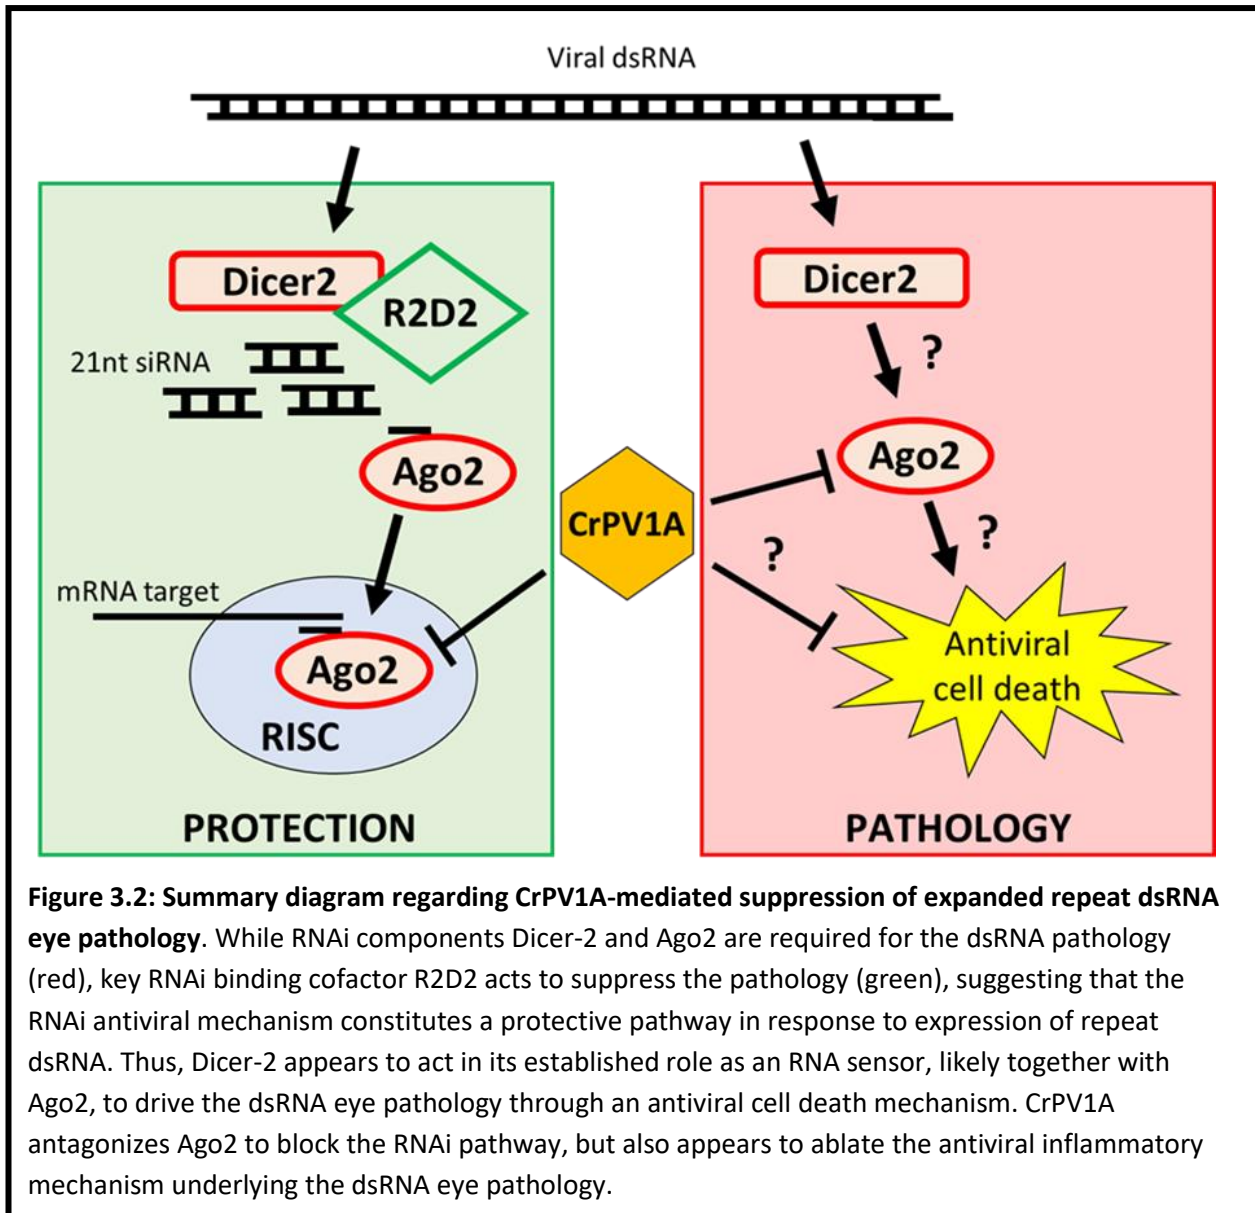 Viral dsRNA
Dicer2
R2D2
21nt siRNA
Ago2
mRNA target
Ago2
RISC
PROTECTION
CrPV1A
Dicer2
?
Ago2
?
?
Antiviral
cell death
PATHOLOGY
Figure 3.2: Summary diagram regarding CrPV1A-mediated suppression of expanded repeat dsRNA
eye pathology. While RNAi components Dicer-2 and Ago2 are required for the dsRNA pathology
(red), key RNAi binding cofactor R2D2 acts to suppress the pathology (green), suggesting that the
RNAi antiviral mechanism constitutes a protective pathway in response to expression of repeat
dsRNA. Thus, Dicer-2 appears to act in its established role as an RNA sensor, likely together with
Ago2, to drive the dsRNA eye pathology through an antiviral cell death mechanism. CrPV1A
antagonizes Ago2 to block the RNAi pathway, but also appears to ablate the antiviral inflammatory
mechanism underlying the dsRNA eye pathology.